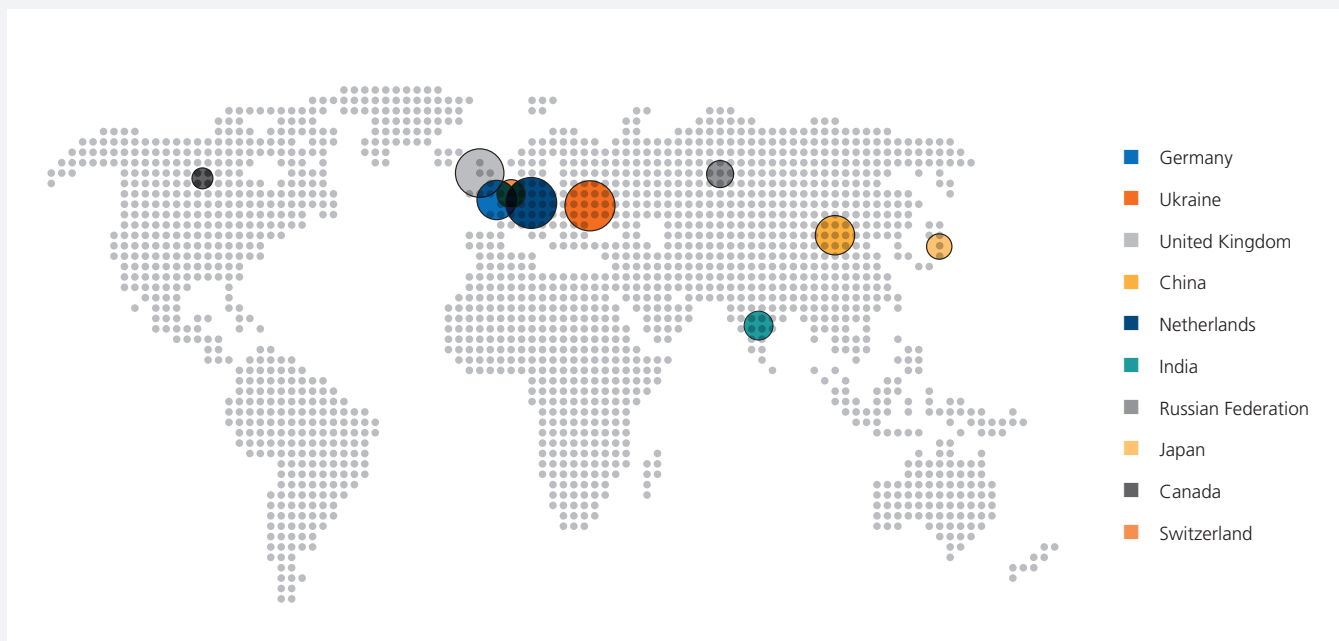 Germany
Ukraine
United Kingdom
China
Netherlands
India
Russian Federation
Japan
Canada
Switzerland